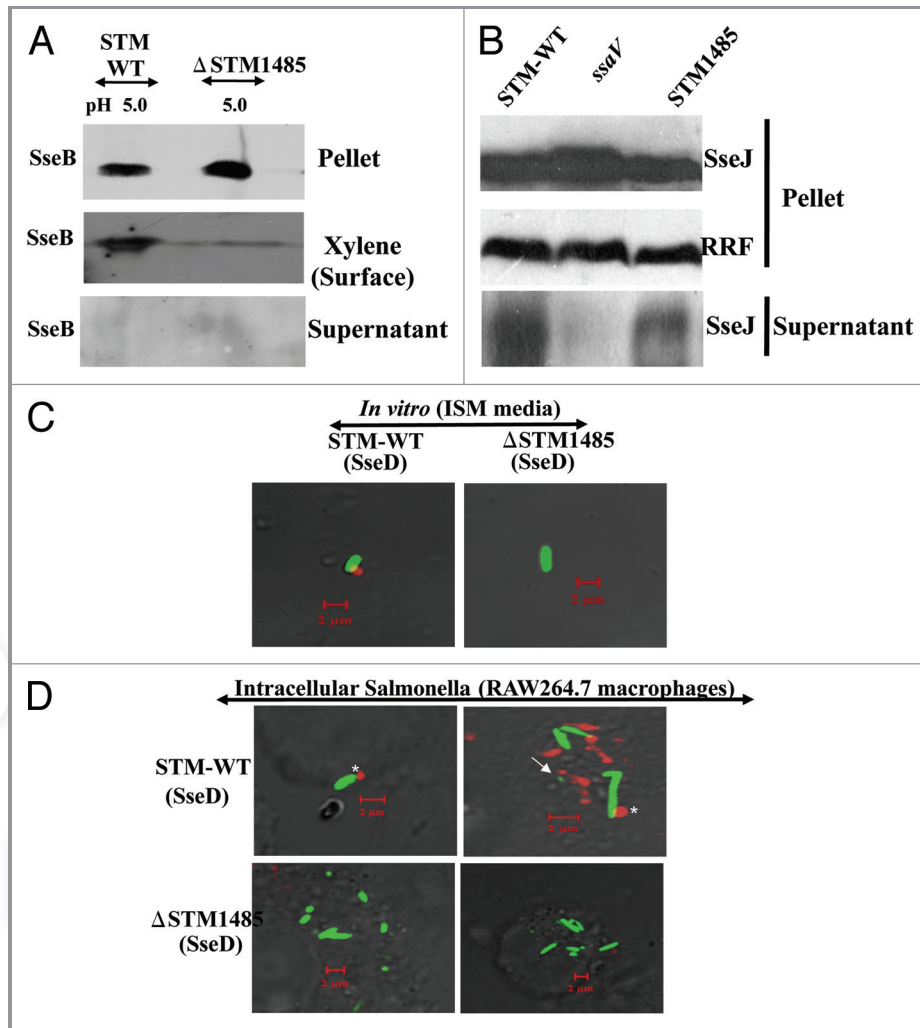 A
STM
WT
Δ STM1485
pH 5.0
5.0
SseB
Pellet
SseB
Xylene
(Surface)
SseB
Supernatant
B
STM-WT
ssaV
STM1485
SseJ
RRF
Pellet
SseJ
Supernatant
C
In vitro (ISM media)
STM-WT
(SseD)
ΔSTM1485
(SseD)
2 µm
2 µm
D
Intracellular Salmonella (RAW264.7 macrophages)
STM-WT
(SseD)
*
2 µm
*
2 µm
ΔSTM1485
(SseD)
2 µm
2 µm